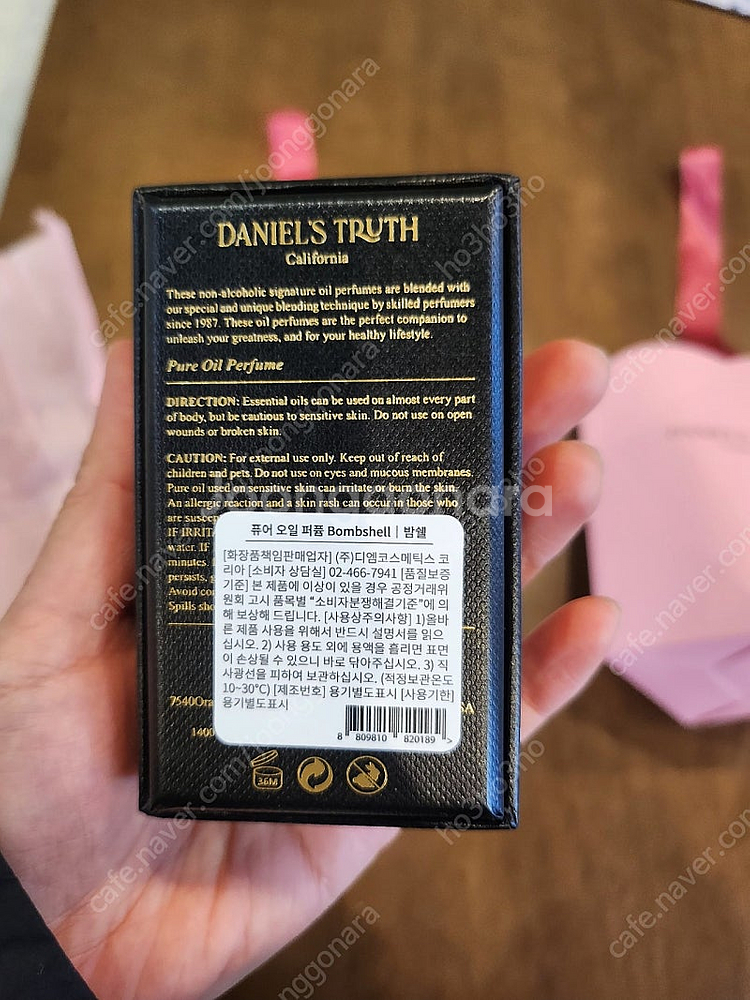 DANIEL'S TRUTH
California
These non-alcoholic signature oil perfumes are blended with
our special and unique blending technique by skilled perfumers
since 1987. These oil perfumes are the perfect companion to
unleash your greatness, and for your healthy lifestyle.
Pure Oil Perfume
DIRECTION: Essential oils can be used on almost every part
of body, but be cautious to sensitive skin. Do not use on open
wounds or broken skin.
CAUTION: For external use only. Keep out of reach of
children and pets. Do not use on eyes and mucous membranes.
Pure oil used on sensitive skin can irritate or burn the skin.
An allergic reaction and a skin rash can occur in those who
are
IF
water. IF
minutes.
persists,
Avoid
Spills
퓨어 오일 퍼퓸 Bombshell | 밤쉘
[화장품책임판매업자] (주)디엠코스메틱스 코
리아 [소비자 상담실] 02-466-7941 [품질보증
기준] 본 제품에 이상이 있을 경우 공정거래위
원회 고시 품목별 "소비자분쟁해결기준"에 의
해 보상해 드립니다. [사용상주의사항] 1)올바
른 제품 사용을 위해서 반드시 설명서를 읽으
십시오. 2) 사용 용도 외에 용액을 흘리면 표면
이 손상될 수 있으니 바로 닦아주십시오. 3) 직
사광선을 피하여 보관하십시오. (적정보관온도
10~30°C) [제조번호] 용기별도표시 [사용기한]
용기별도표시
8 809810 820189 >
36M
joonggonara
cafe.naver.com/joonggonara
ho3ho3ho